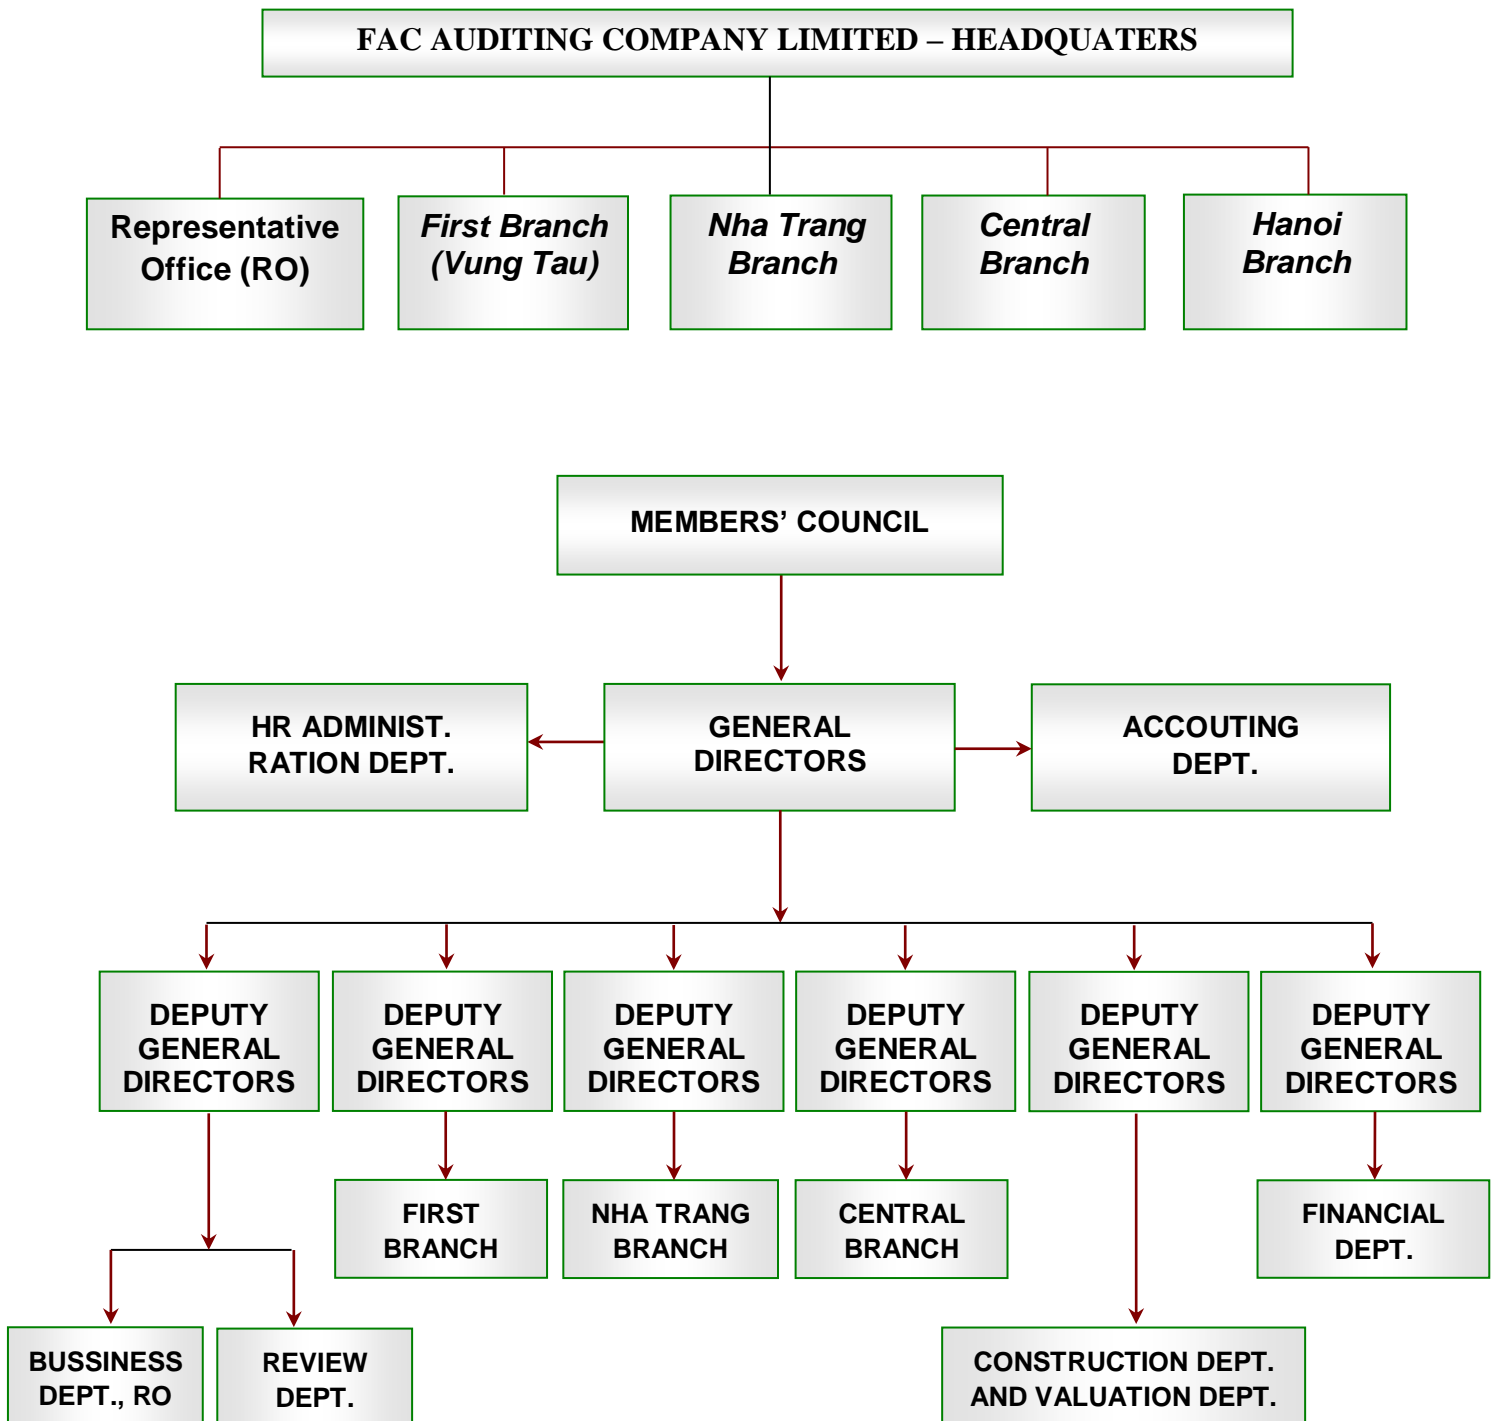 FAC AUDITING COMPANY LIMITED – HEADQUATERS
Representative
Office (RO)
First Branch
(Vung Tau)
Nha Trang
Branch
Central
Branch
Hanoi
Branch
MEMBERS’ COUNCIL
HR ADMINIST.
RATION DEPT.
GENERAL
DIRECTORS
ACCOUTING
DEPT.
DEPUTY
GENERAL
DIRECTORS
DEPUTY
GENERAL
DIRECTORS
DEPUTY
GENERAL
DIRECTORS
DEPUTY
GENERAL
DIRECTORS
DEPUTY
GENERAL
DIRECTORS
DEPUTY
GENERAL
DIRECTORS
FIRST
BRANCH
NHA TRANG
BRANCH
CENTRAL
BRANCH
FINANCIAL
DEPT.
BUSSINESS
DEPT., RO
REVIEW
DEPT.
CONSTRUCTION DEPT.
AND VALUATION DEPT.